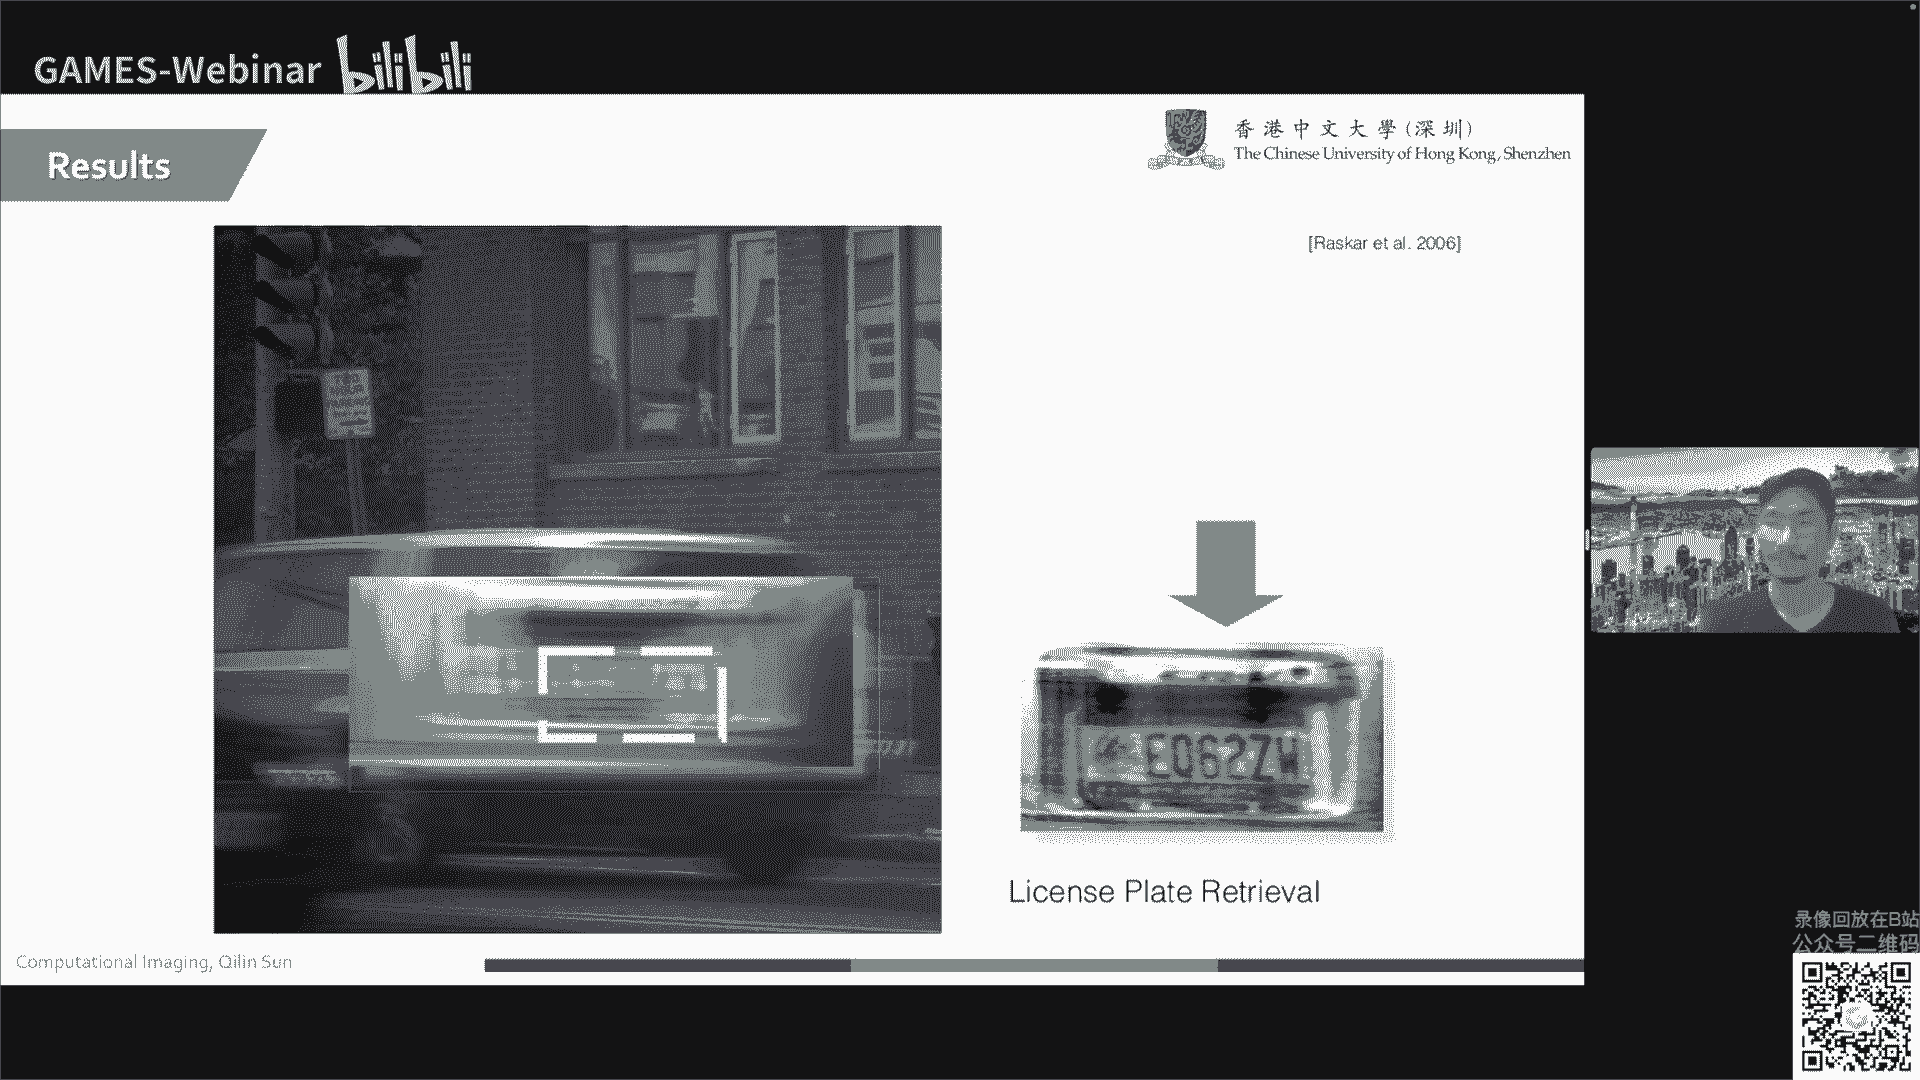 GAMES-Webinar bilibili
香港中文大學(深圳)
The Chinese University of Hong Kong, Shenzhen
Results
[Raskar et al. 2006]
License Plate Retrieval
Computational Imaging, Qilin Sun
录像回放在B站
公众号二维码